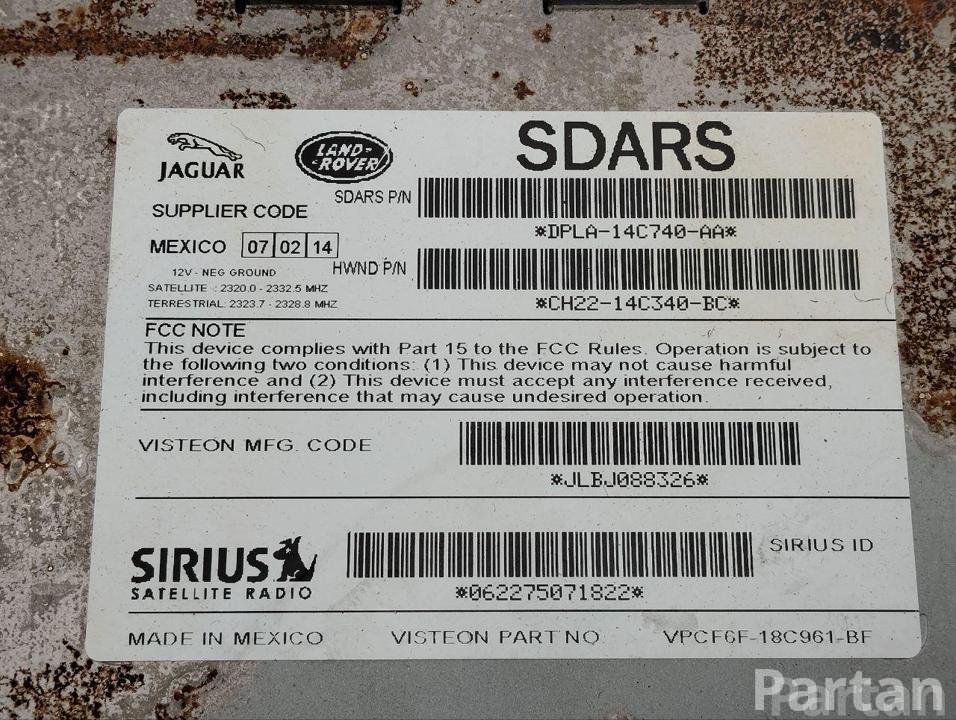 JAGUAR
LAND-
-ROVER
SDARS
SDARS P/N
*DPLA-14C740-AA*
SUPPLIER CODE
MEXICO 07 02 14
HWND P/N
*CH22-14C340-BC*
12V - NEG GROUND
SATELLITE : 2320.0 - 2332.5 MHZ
TERRESTRIAL: 2323.7 - 2328.8 MHZ
FCC NOTE
This device complies with Part 15 to the FCC Rules. Operation is subject to
the following two conditions: (1) This device may not cause harmful
interference and (2) This device must accept any interference received,
including interference that may cause undesired operation.
VISTEON MFG. CODE
*JLBJ088326*
SIRIUS
SATELLITE RADIO
SIRIUS ID
*062275071822*
MADE IN MEXICO VISTEON PART NO VPCF6F-18C961-BF
Partan